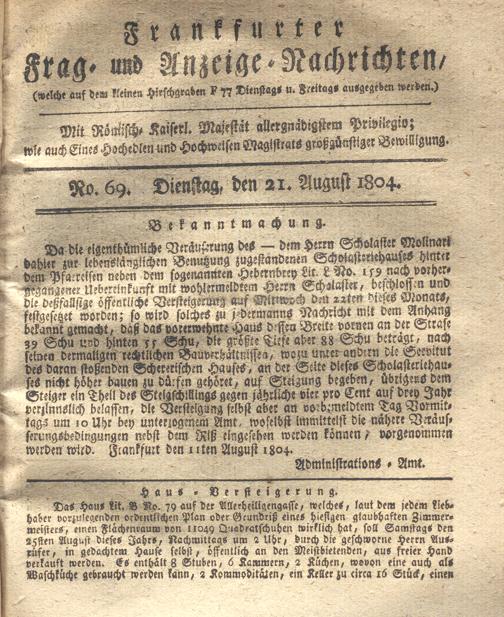 Frankfurter
Frag- und Anzeige-Nachrichten,
(welche auf dem kleinen Hirschgraben F 77 Dienstags u. Freitags ausgegeben werden.)
Mit Römisch-Kaiserl. Majestät allergnädigstem Privilegio;
wie auch Eines Hochedlen und Hochweisen Magistrats großgünstiger Bewilligung.
No. 69. Dienstag, den 21. August 1804.
Bekanntmachung.
Da die eigenthümliche Veräuserung des — dem Herrn Scholaster Molinari
dahier zur lebenslänglichen Benutzung zugestandenen Scholasteriehauses hinter
dem Pfarreisen neben dem sogenannten Hebernbrey Lit. L No. 159 nach vorher-
gegangener Uebereinkunft mit wohlermeldtem Herrn Scholaster, beschlossen und
die deßfallsige öffentliche Versteigerung auf Mittwoch den 22ten dieses Monats,
festgesetzt worden; so wird solches zu jedermanns Nachricht mit dem Anhang
bekannt gemacht, daß das vorerwehnte Haus dessen Breite vornen an der Strase
39 Schu und hinten 55 Schu, die größte Tiefe aber 88 Schu beträgt, nach
seinen dermaligen rechtlichen Bauverhältnissen, wozu unter andern die Servitut
des daran stoßenden Schererischen Hauses, an der Seite dieses Scholasteriehau-
ses nicht höher bauen zu dürfen gehöret, auf Steigung begeben, übrigens dem
Steiger ein Theil des Steigschillings gegen jährliche vier pro Cent auf drey Jahr
verzinnslich belassen, die Versteigung selbst aber an vorbemeldtem Tag Vormit-
tags um 10 Uhr bey unterzogenem Amt, woselbst immittelst die nähere Veräus-
serungsbedingungen nebst dem Riß eingesehen werden können, vorgenommen
werden wird. Frankfurt den 11ten August 1804.
Administrations-Amt.
Haus-Versteigerung.
Das Haus Lit. B No. 79 auf der Allerheiligengasse, welches, laut dem jedem Lieb-
haber vorzulegenden ordentlichen Plan oder Grundriß eines hiesigen glaubhaften Zimmer-
meisters, einen Flächenraum von 11049 Quadratschuhen wirklich hat, soll Samstags den
25sten August dieses Jahrs, Nachmittags um 2 Uhr, durch die geschworne Herrn Aus-
rüfer, in gedachtem Hause selbst, öffentlich an den Meistbietenden, aus freier Hand
verkauft werden. Es enthält 8 Stuben, 6 Kammern, 2 Küchen, wovon eine auch als
Waschküche gebraucht werden kann, 2 Kommoditäten, ein Keller zu circa 16 Stück, einen